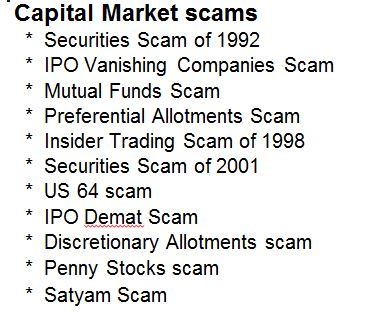 Capital Market scams
* Securities Scam of 1992
* IPO Vanishing Companies Scam
* Mutual Funds Scam
* Preferential Allotments Scam
* Insider Trading Scam of 1998
* Securities Scam of 2001
* US 64 scam
* IPO Demat Scam
* Discretionary Allotments scam
* Penny Stocks scam
* Satyam Scam